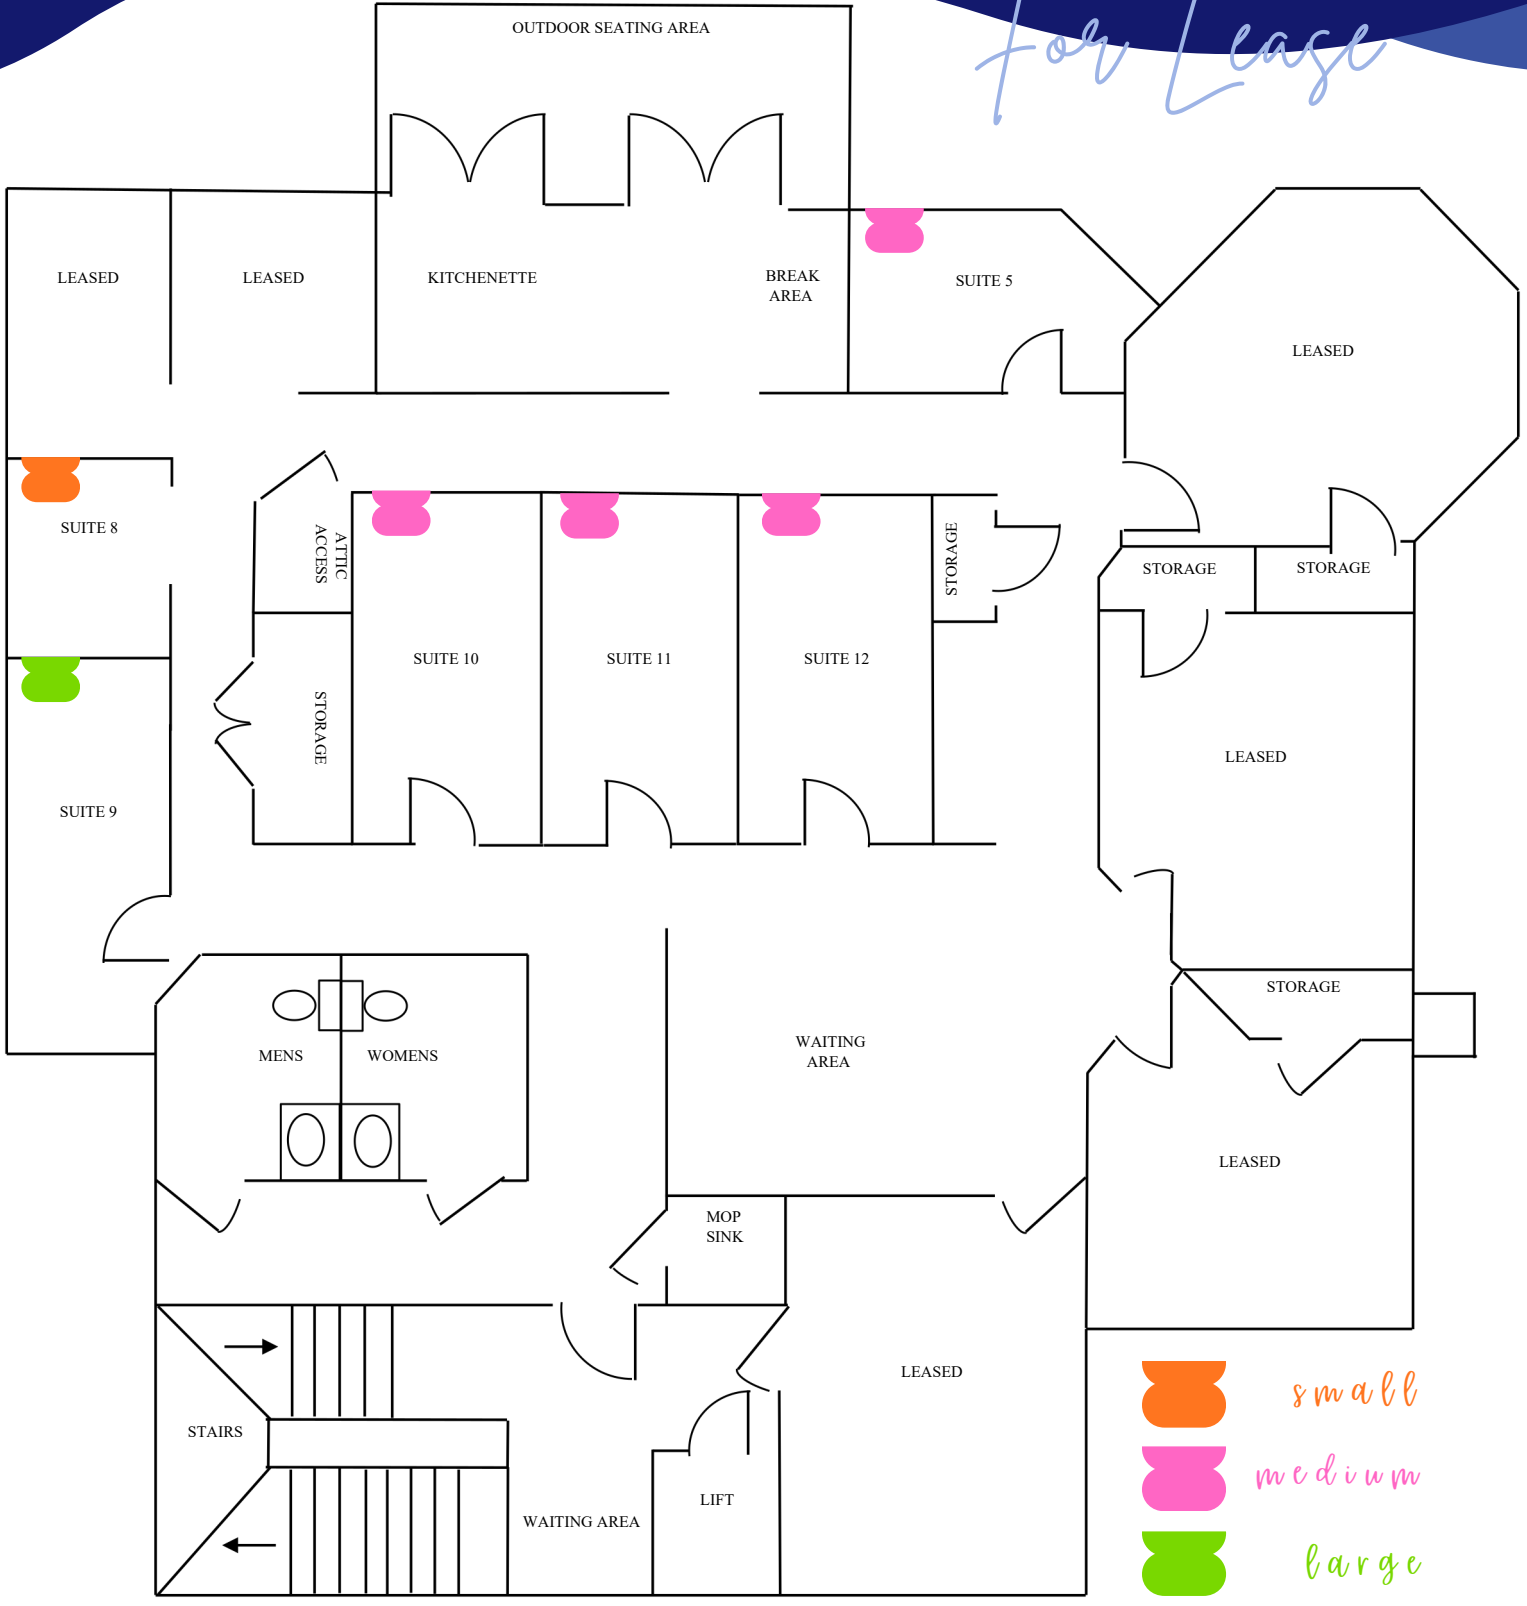 For Lease
OUTDOOR SEATING AREA
LEASED
LEASED
KITCHENETTE
BREAK
AREA
SUITE 5
LEASED
SUITE 8
ATTIC
ACCESS
STORAGE
STORAGE
STORAGE
SUITE 10
SUITE 11
SUITE 12
STORAGE
LEASED
SUITE 9
STORAGE
MENS
WOMENS
WAITING
AREA
LEASED
MOP
SINK
LEASED
STAIRS
LIFT
WAITING AREA
small
medium
large